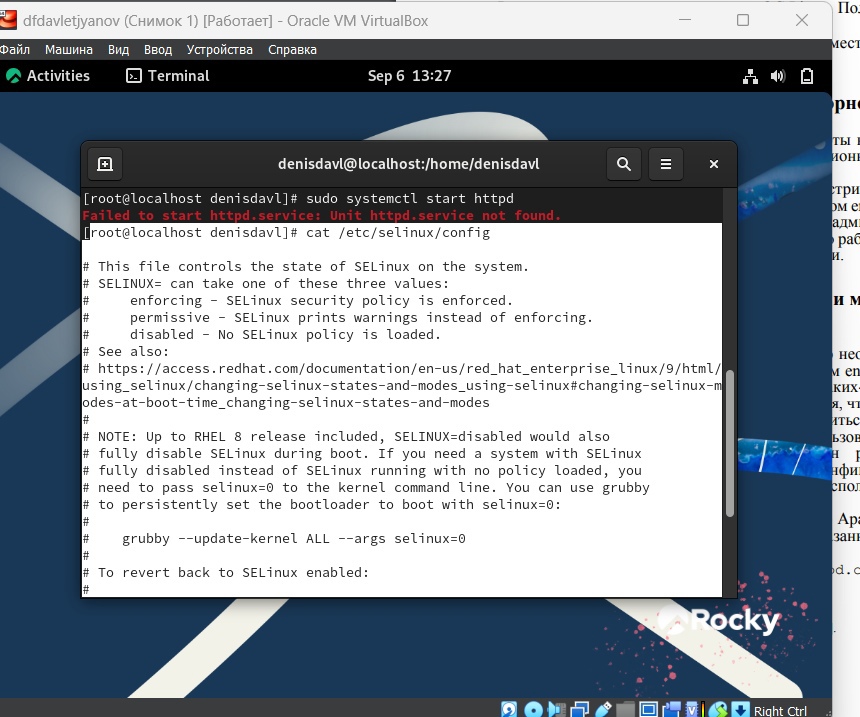 dfdavletjyanov (Снимок 1) [Работает] - Oracle VM VirtualBox
Файл Машина Вид Ввод Устройства Справка
Activities Terminal Sep 6 13:27
denisdavl@localhost:/home/denisdavl
[root@localhost denisdavl]# sudo systemctl start httpd
Failed to start httpd.service: Unit httpd.service not found.
[root@localhost denisdavl]# cat /etc/selinux/config
# This file controls the state of SELinux on the system.
# SELINUX= can take one of these three values:
#     enforcing - SELinux security policy is enforced.
#     permissive - SELinux prints warnings instead of enforcing.
#     disabled - No SELinux policy is loaded.
# See also:
# https://access.redhat.com/documentation/en-us/red_hat_enterprise_linux/9/html/
using_selinux/changing-selinux-states-and-modes_using-selinux#changing-selinux-m
odes-at-boot-time_changing-selinux-states-and-modes
#
# NOTE: Up to RHEL 8 release included, SELINUX=disabled would also
# fully disable SELinux during boot. If you need a system with SELinux
# fully disabled instead of SELinux running with no policy loaded, you
# need to pass selinux=0 to the kernel command line. You can use grubby
# to persistently set the bootloader to boot with selinux=0:
#
#    grubby --update-kernel ALL --args selinux=0
#
# To revert back to SELinux enabled:
#
Rocky
Right Ctrl